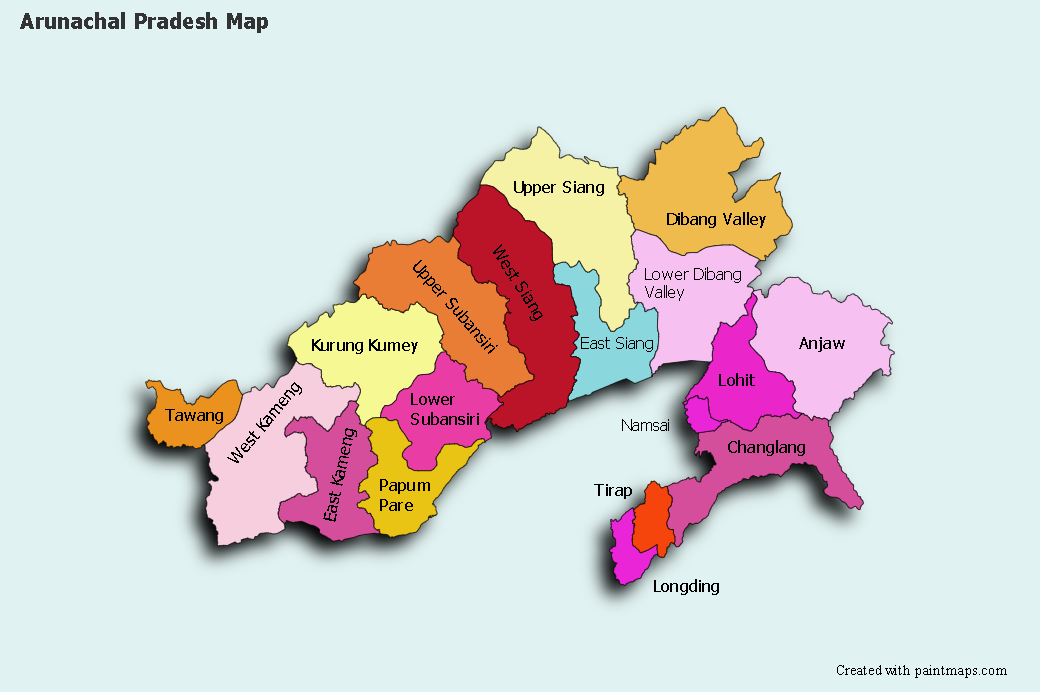 Arunachal Pradesh Map
Upper Siang
Dibang Valley
West Siang
Lower Dibang
Valley
Upper Subansiri
Kurung Kumey
East Siang
Anjaw
Lohit
Tawang
West Kameng
Lower
Subansiri
Namsai
Changlang
East Kameng
Papum
Pare
Tirap
Longding
Created with paintmaps.com